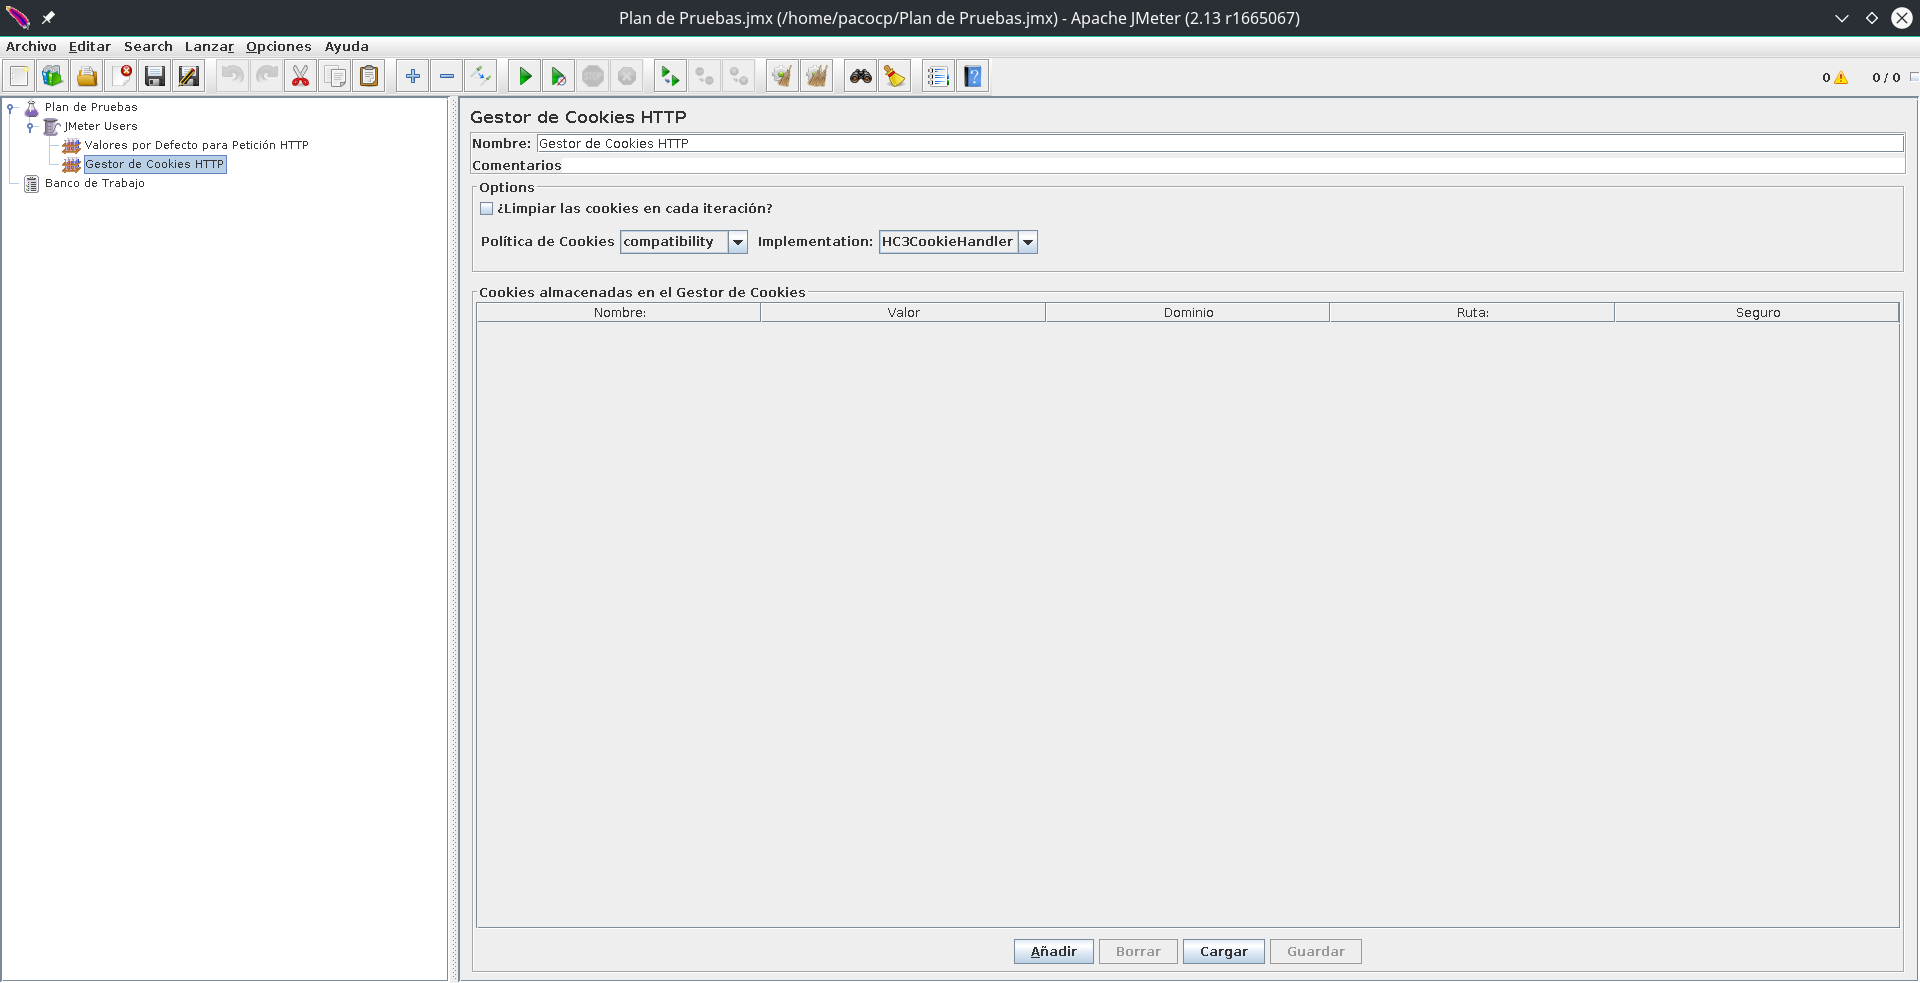 Plan de Pruebas.jmx (/home/pacocp/Plan de Pruebas.jmx) - Apache JMeter (2.13 r1665067)
Archivo Editar Search Lanzar Opciones Ayuda
STOP
0 0 / 0
Plan de Pruebas
JMeter Users
Valores por Defecto para Petición HTTP
Gestor de Cookies HTTP
Banco de Trabajo
Gestor de Cookies HTTP
Nombre: Gestor de Cookies HTTP
Comentarios
Options
¿Limpiar las cookies en cada iteración?
Política de Cookies compatibility Implementation: HC3CookieHandler
Cookies almacenadas en el Gestor de Cookies
Nombre: Valor Dominio Ruta: Seguro
Añadir Borrar Cargar Guardar